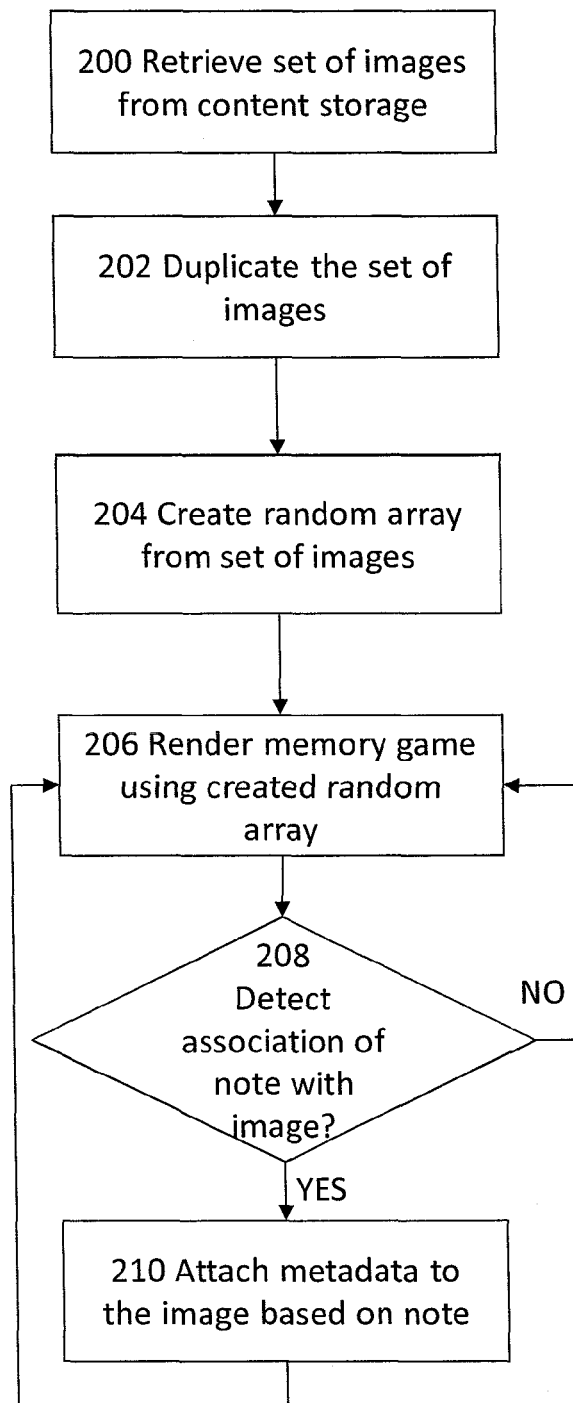 200 Retrieve set of images
from content storage
202 Duplicate the set of
images
204 Create random array
from set of images
206 Render memory game
using created random
array
208
Detect
association of
note with
image?
NO
YES
210 Attach metadata to
the image based on note